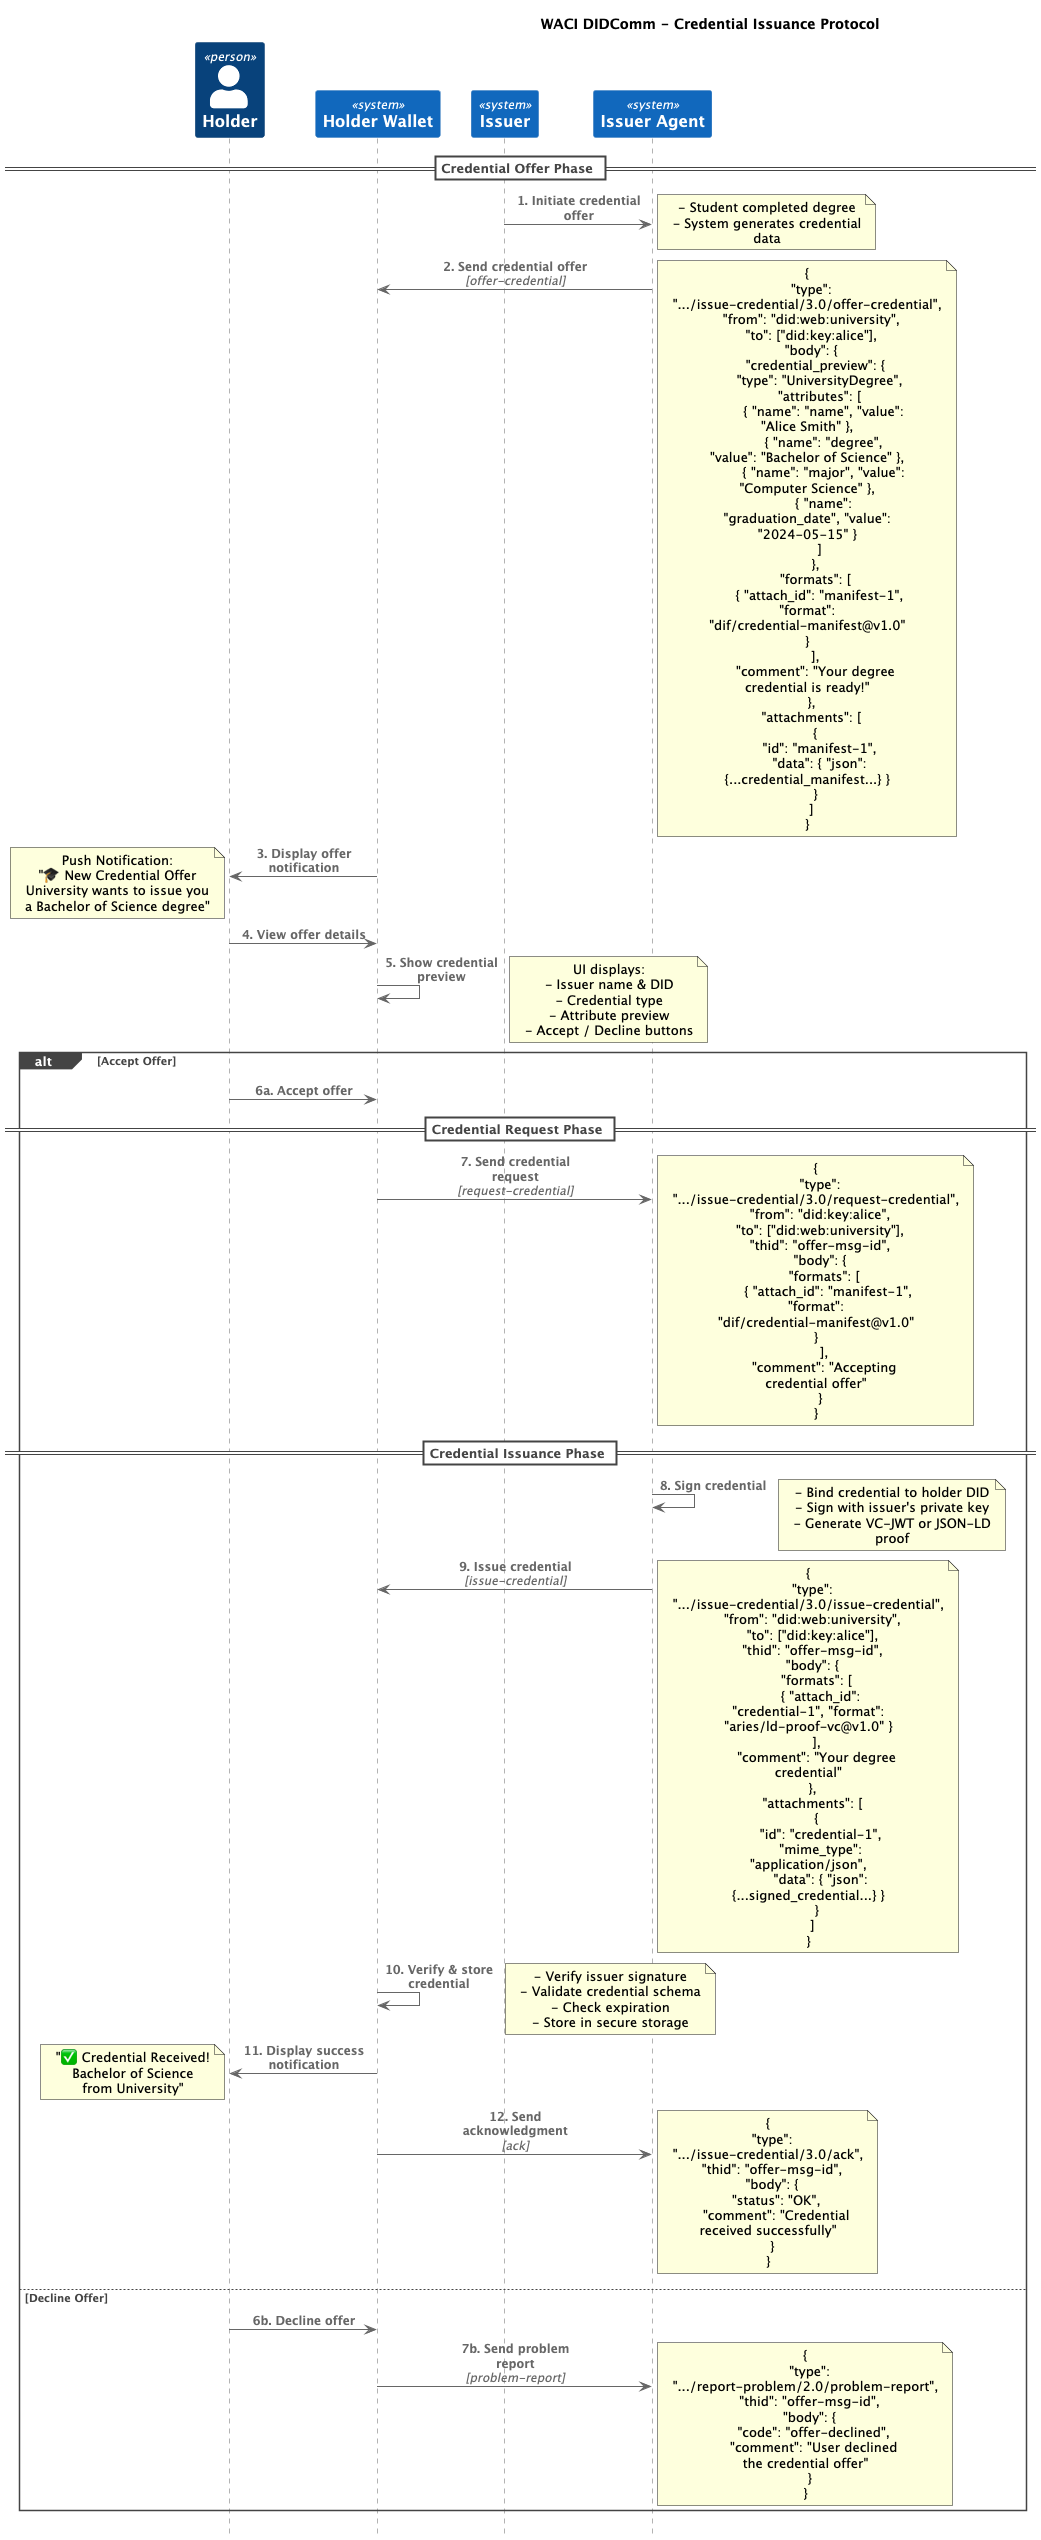 WACI DIDComm - Credential Issuance Protocol
«person»
Holder
«system»
Holder Wallet
«system»
Issuer
«system»
Issuer Agent
Credential Offer Phase
1. Initiate credential
offer
- Student completed degree
- System generates credential
data
2. Send credential offer
[offer-credential]
{
"type":
".../issue-credential/3.0/offer-credential",
"from": "did:web:university",
"to": ["did:key:alice"],
"body": {
"credential_preview": {
"type": "UniversityDegree",
"attributes": [
{ "name": "name", "value":
"Alice Smith" },
{ "name": "degree",
"value": "Bachelor of Science" },
{ "name": "major", "value":
"Computer Science" },
{ "name":
"graduation_date", "value":
"2024-05-15" }
]
},
"formats": [
{ "attach_id": "manifest-1",
"format":
"dif/credential-manifest@v1.0"
}
],
"comment": "Your degree
credential is ready!"
},
"attachments": [
{
"id": "manifest-1",
"data": { "json":
{...credential_manifest...} }
}
]
}
3. Display offer
notification
Push Notification:
"🎓 New Credential Offer
University wants to issue you
a Bachelor of Science degree"
4. View offer details
5. Show credential
preview
UI displays:
- Issuer name & DID
- Credential type
- Attribute preview
- Accept / Decline buttons
alt [Accept Offer]
6a. Accept offer
Credential Request Phase
7. Send credential
request
[request-credential]
{
"type":
".../issue-credential/3.0/request-credential",
"from": "did:key:alice",
"to": ["did:web:university"],
"thid": "offer-msg-id",
"body": {
"formats": [
{ "attach_id": "manifest-1",
"format":
"dif/credential-manifest@v1.0"
}
],
"comment": "Accepting
credential offer"
}
}
Credential Issuance Phase
8. Sign credential
- Bind credential to holder DID
- Sign with issuer's private key
- Generate VC-JWT or JSON-LD
proof
9. Issue credential
[issue-credential]
{
"type":
".../issue-credential/3.0/issue-credential",
"from": "did:web:university",
"to": ["did:key:alice"],
"thid": "offer-msg-id",
"body": {
"formats": [
{ "attach_id":
"credential-1", "format":
"aries/ld-proof-vc@v1.0" }
],
"comment": "Your degree
credential"
},
"attachments": [
{
"id": "credential-1",
"mime_type":
"application/json",
"data": { "json":
{...signed_credential...} }
}
]
}
10. Verify & store
credential
- Verify issuer signature
- Validate credential schema
- Check expiration
- Store in secure storage
11. Display success
notification
"✅ Credential Received!
Bachelor of Science
from University"
12. Send
acknowledgment
[ack]
{
"type":
".../issue-credential/3.0/ack",
"thid": "offer-msg-id",
"body": {
"status": "OK",
"comment": "Credential
received successfully"
}
}
[Decline Offer]
6b. Decline offer
7b. Send problem
report
[problem-report]
{
"type":
".../report-problem/2.0/problem-report",
"thid": "offer-msg-id",
"body": {
"code": "offer-declined",
"comment": "User declined
the credential offer"
}
}